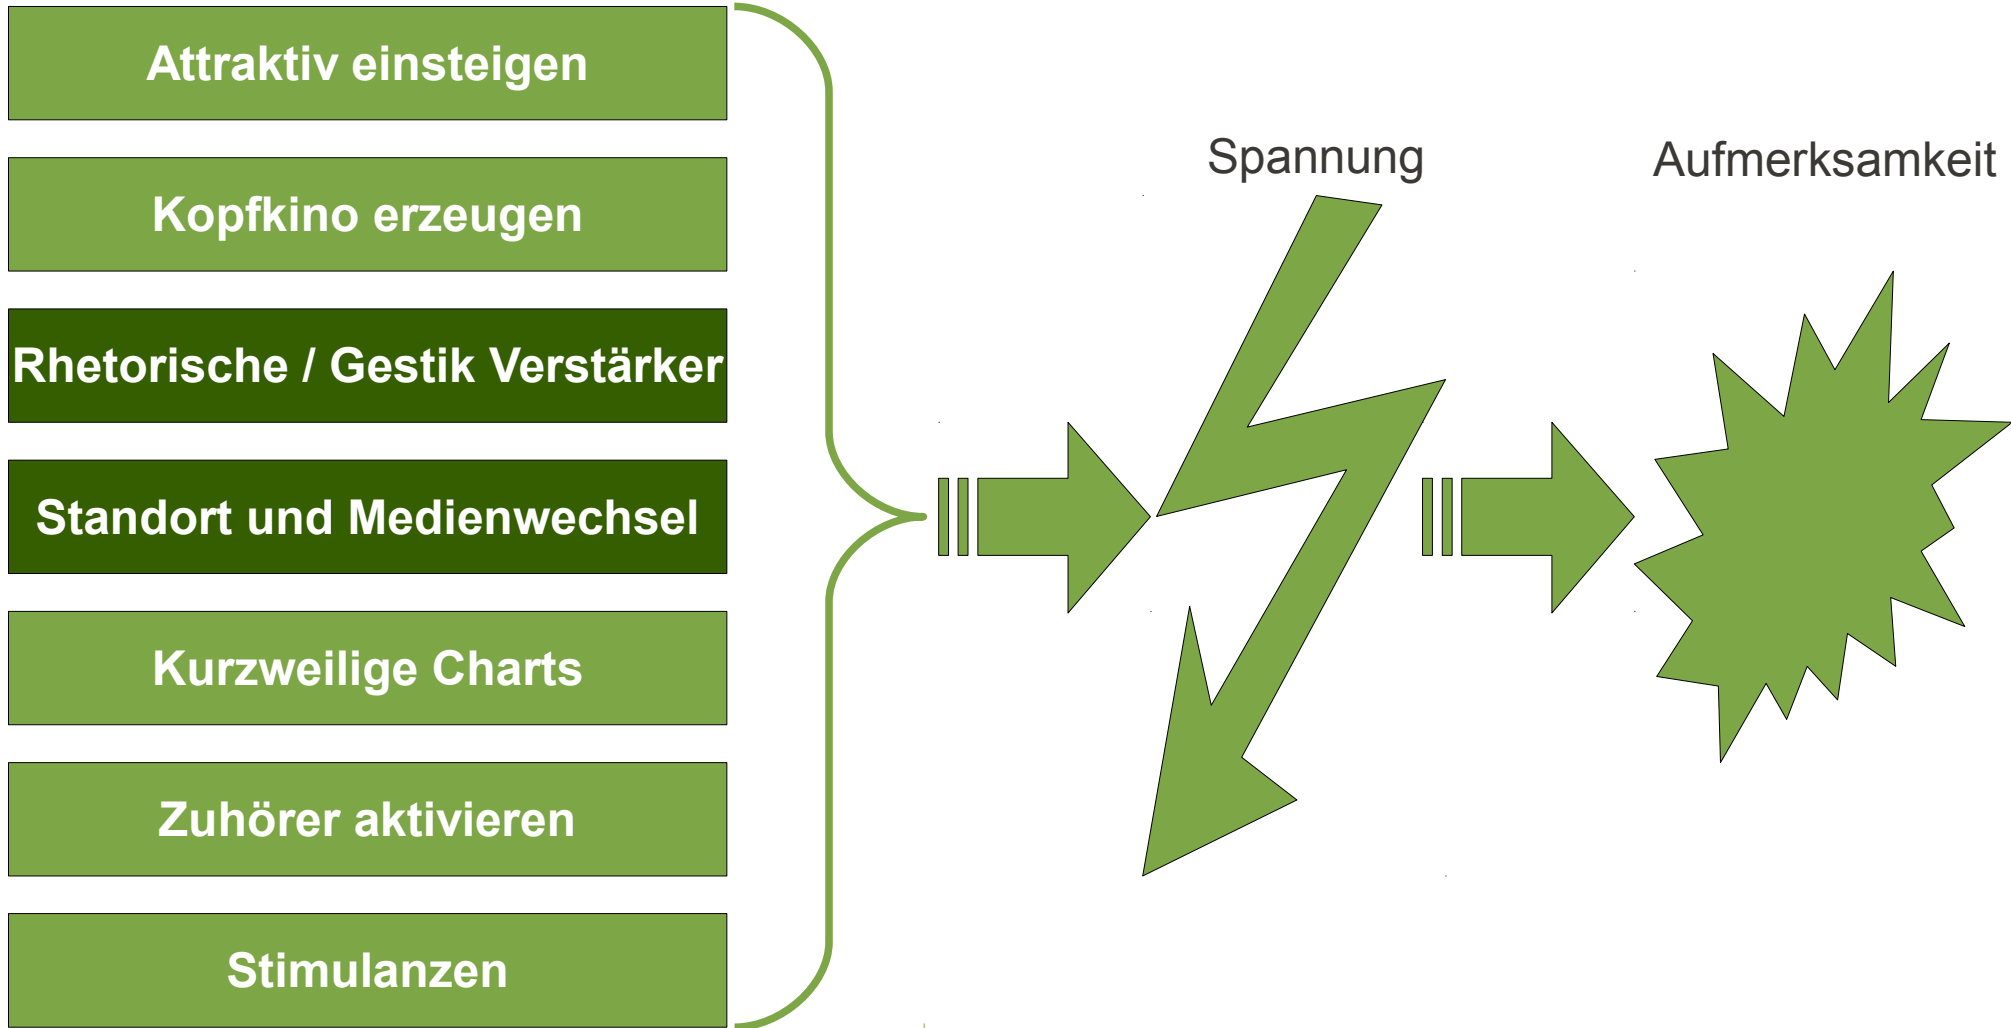 Attraktiv einsteigen
Kopfkino erzeugen
Rhetorische / Gestik Verstärker
Standort und Medienwechsel
Kurzweilige Charts
Zuhörer aktivieren
Stimulanzen
Spannung
Aufmerksamkeit